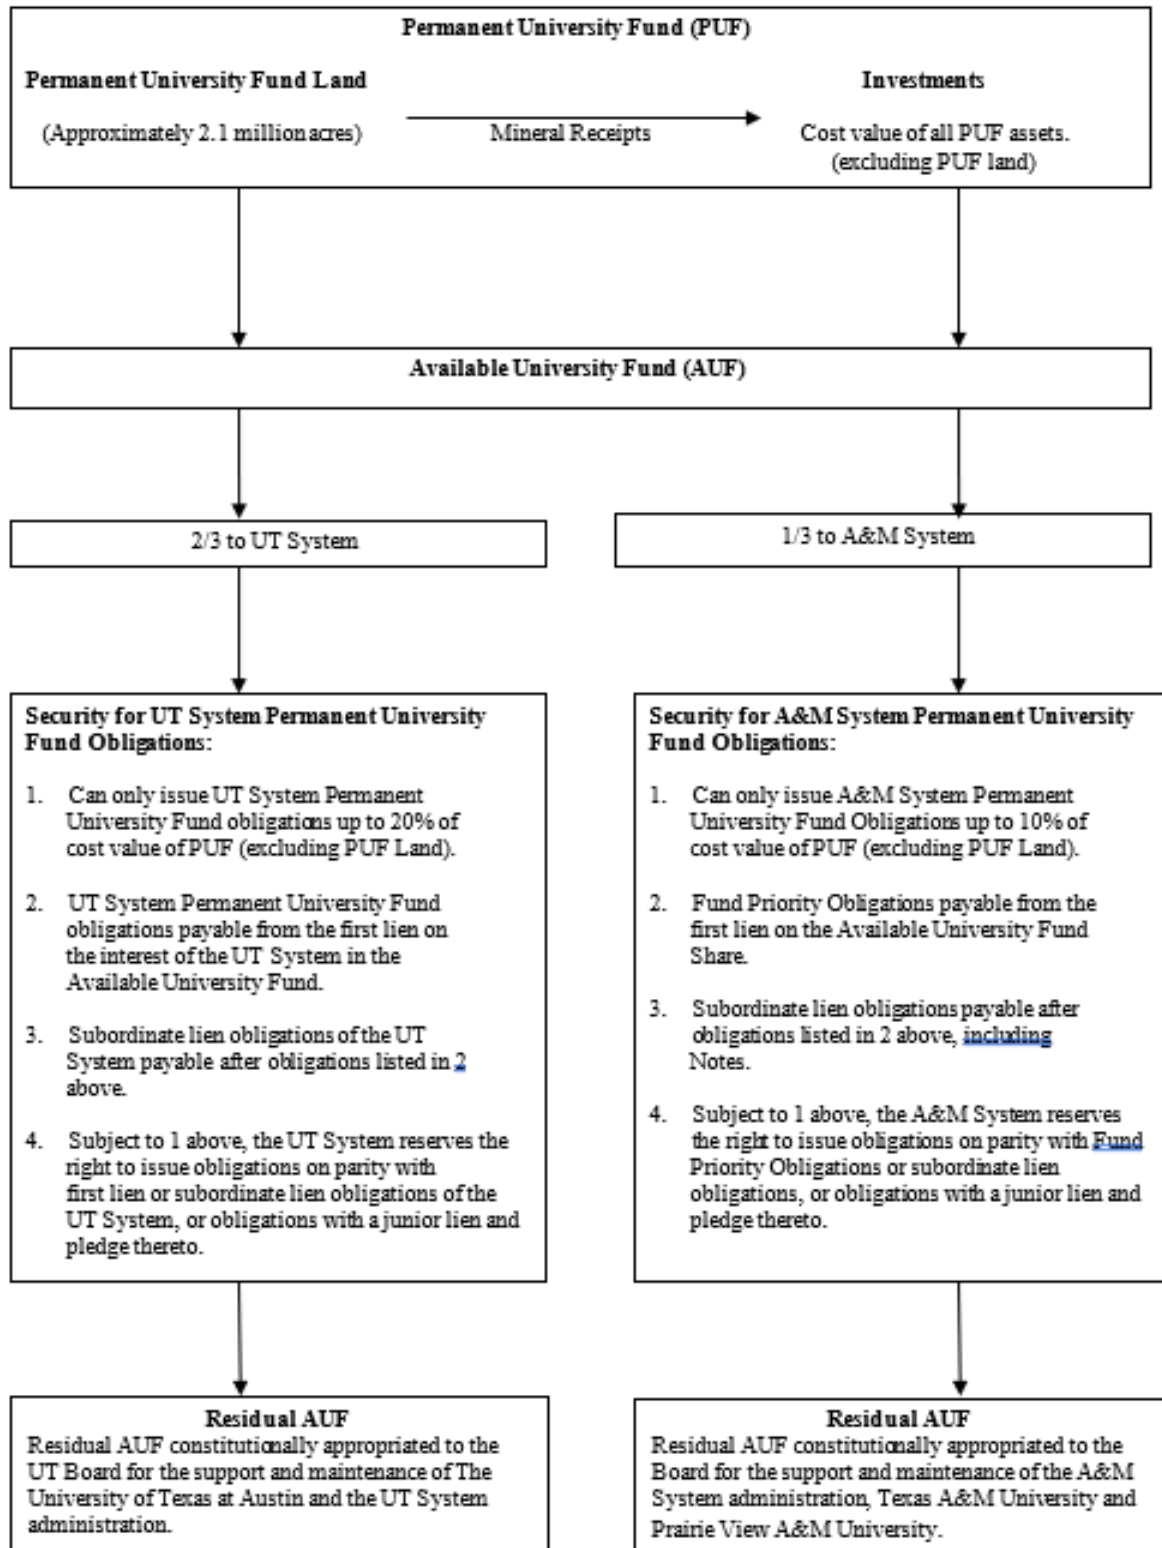 Permanent University Fund (PUF)
Permanent University Fund Land
Investments
(Approximately 2.1 million acres)
Mineral Receipts
Cost value of all PUF assets.
(excluding PUF land)
Available University Fund (AUF)
2/3 to UT System
1/3 to A&M System
Security for UT System Permanent University
Fund Obligations:
1. Can only issue UT System Permanent
University Fund obligations up to 20% of
cost value of PUF (excluding PUF Land).
2. UT System Permanent University Fund
obligations payable from the first lien on
the interest of the UT System in the
Available University Fund.
3. Subordinate lien obligations of the UT
System payable after obligations listed in 2
above.
4. Subject to 1 above, the UT System reserves the
right to issue obligations on parity with
first lien or subordinate lien obligations of the
UT System, or obligations with a junior lien and
pledge thereto.
Security for A&M System Permanent University
Fund Obligations:
1. Can only issue A&M System Permanent
University Fund Obligations up to 10% of
cost value of PUF (excluding PUF Land).
2. Fund Priority Obligations payable from the
first lien on the Available University Fund
Share.
3. Subordinate lien obligations payable after
obligations listed in 2 above, including
Notes.
4. Subject to 1 above, the A&M System reserves
the right to issue obligations on parity with Fund
Priority Obligations or subordinate lien
obligations, or obligations with a junior lien and
pledge thereto.
Residual AUF
Residual AUF constitutionally appropriated to the
UT Board for the support and maintenance of The
University of Texas at Austin and the UT System
administration.
Residual AUF
Residual AUF constitutionally appropriated to the
Board for the support and maintenance of the A&M
System administration, Texas A&M University and
Prairie View A&M University.